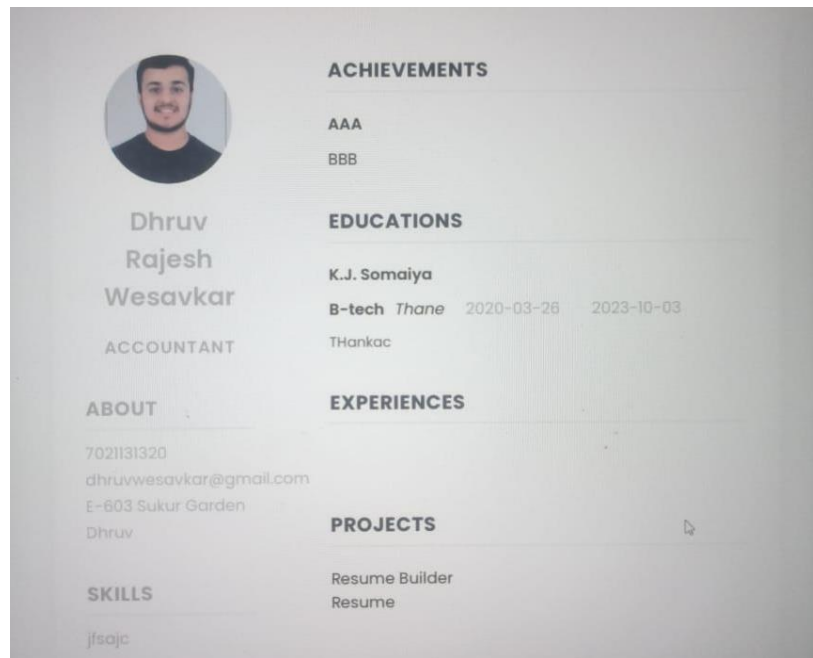 Dhruv
Rajesh
Wesavkar
ACCOUNTANT
ABOUT
7021131320
dhruvwesavkar@gmail.com
E-603 Sukur Garden
Dhruv
SKILLS
jfsajc
ACHIEVEMENTS
AAA
BBB
EDUCATIONS
K.J. Somaiya
B-tech Thane 2020-03-26 2023-10-03
THankac
EXPERIENCES
PROJECTS
Resume Builder
Resume